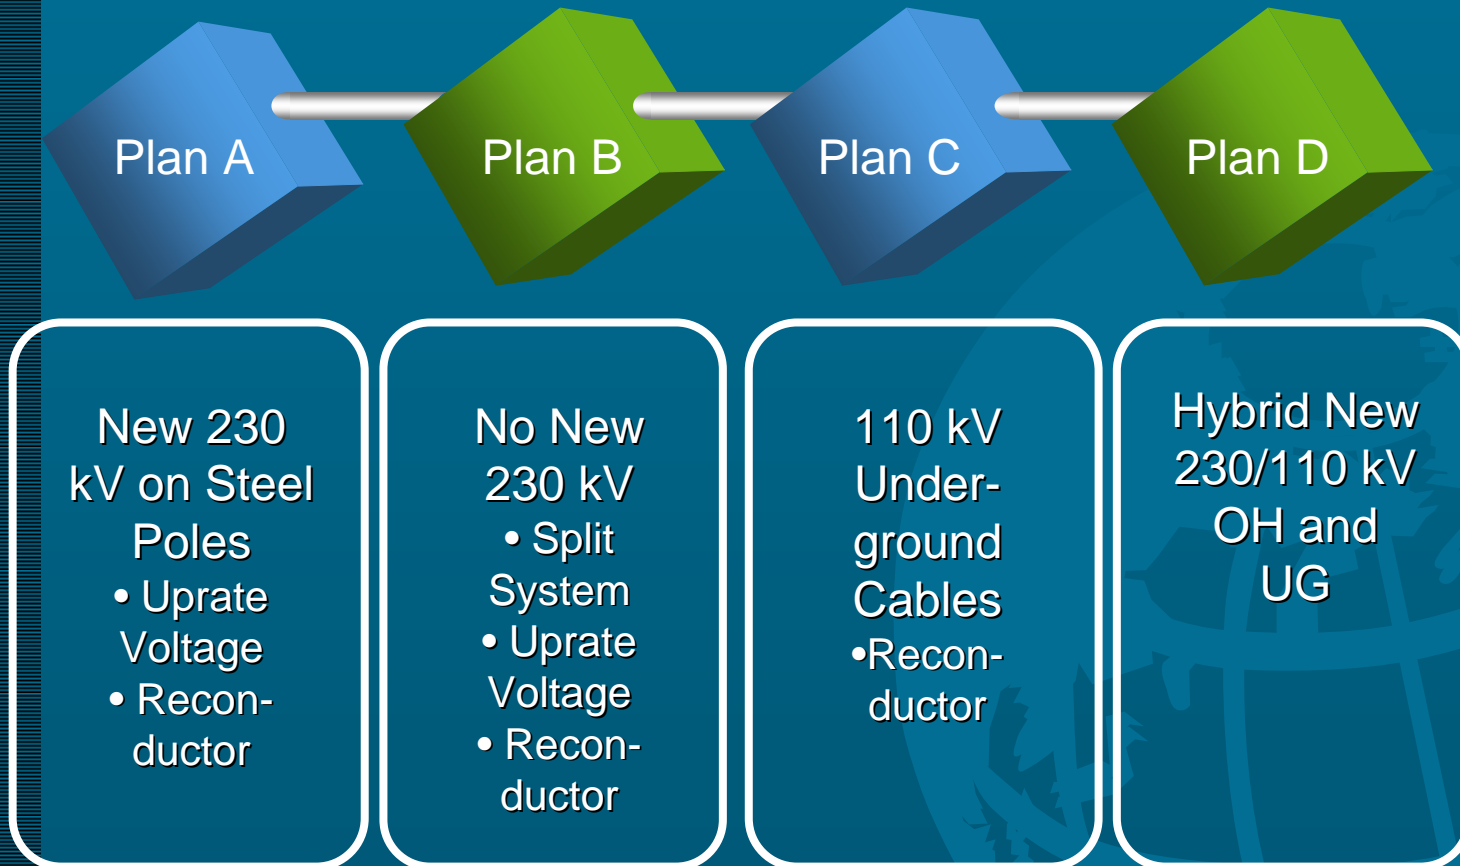 Plan A
Plan B
Plan C
Plan D
New 230
kV on Steel
Poles
• Uprate
Voltage
• Recon-
ductor
No New
230 kV
• Split
System
• Uprate
Voltage
• Recon-
ductor
110 kV
Under-
ground
Cables
•Recon-
ductor
Hybrid New
230/110 kV
OH and
UG